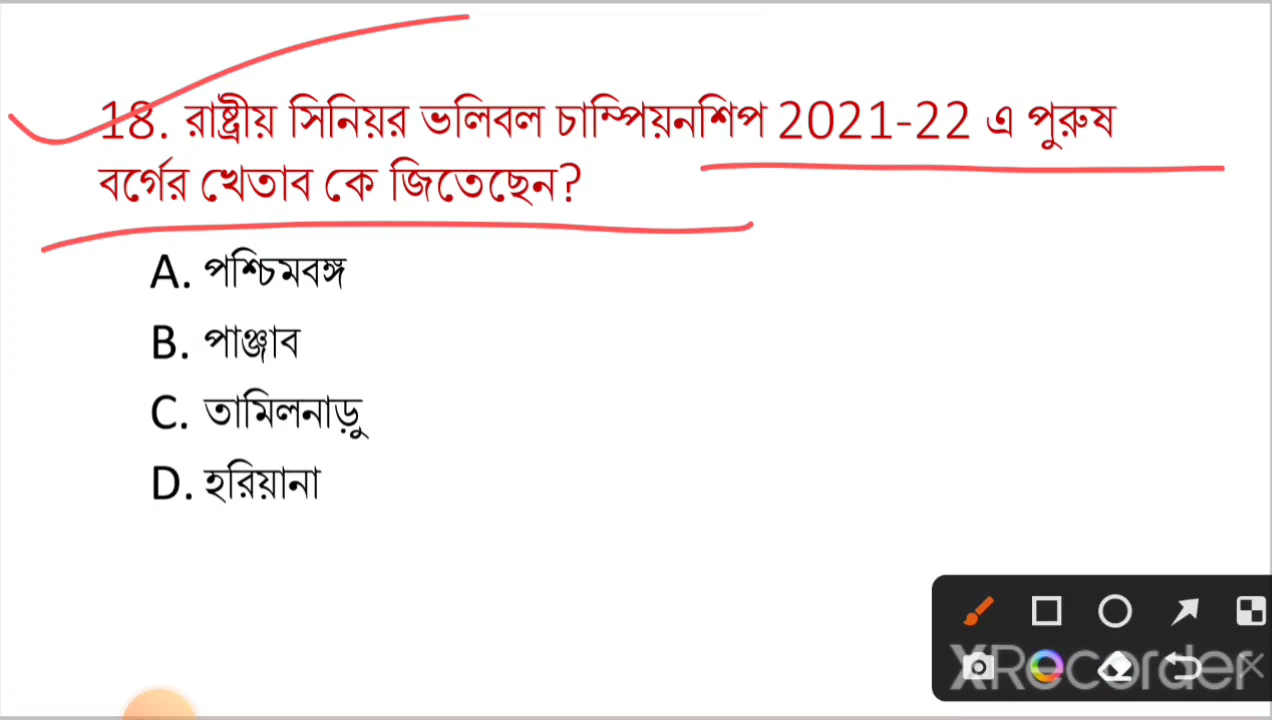 18. রাষ্ট্রীয় সিনিয়র ভলিবল চাম্পিয়নশিপ 2021-22 এ পুরুষ
বর্গের খেতাব কে জিতেছেন?
A. পশ্চিমবঙ্গ
B. পাঞ্জাব
C. তামিলনাড়ু
D. হরিয়ানা
XRecorder